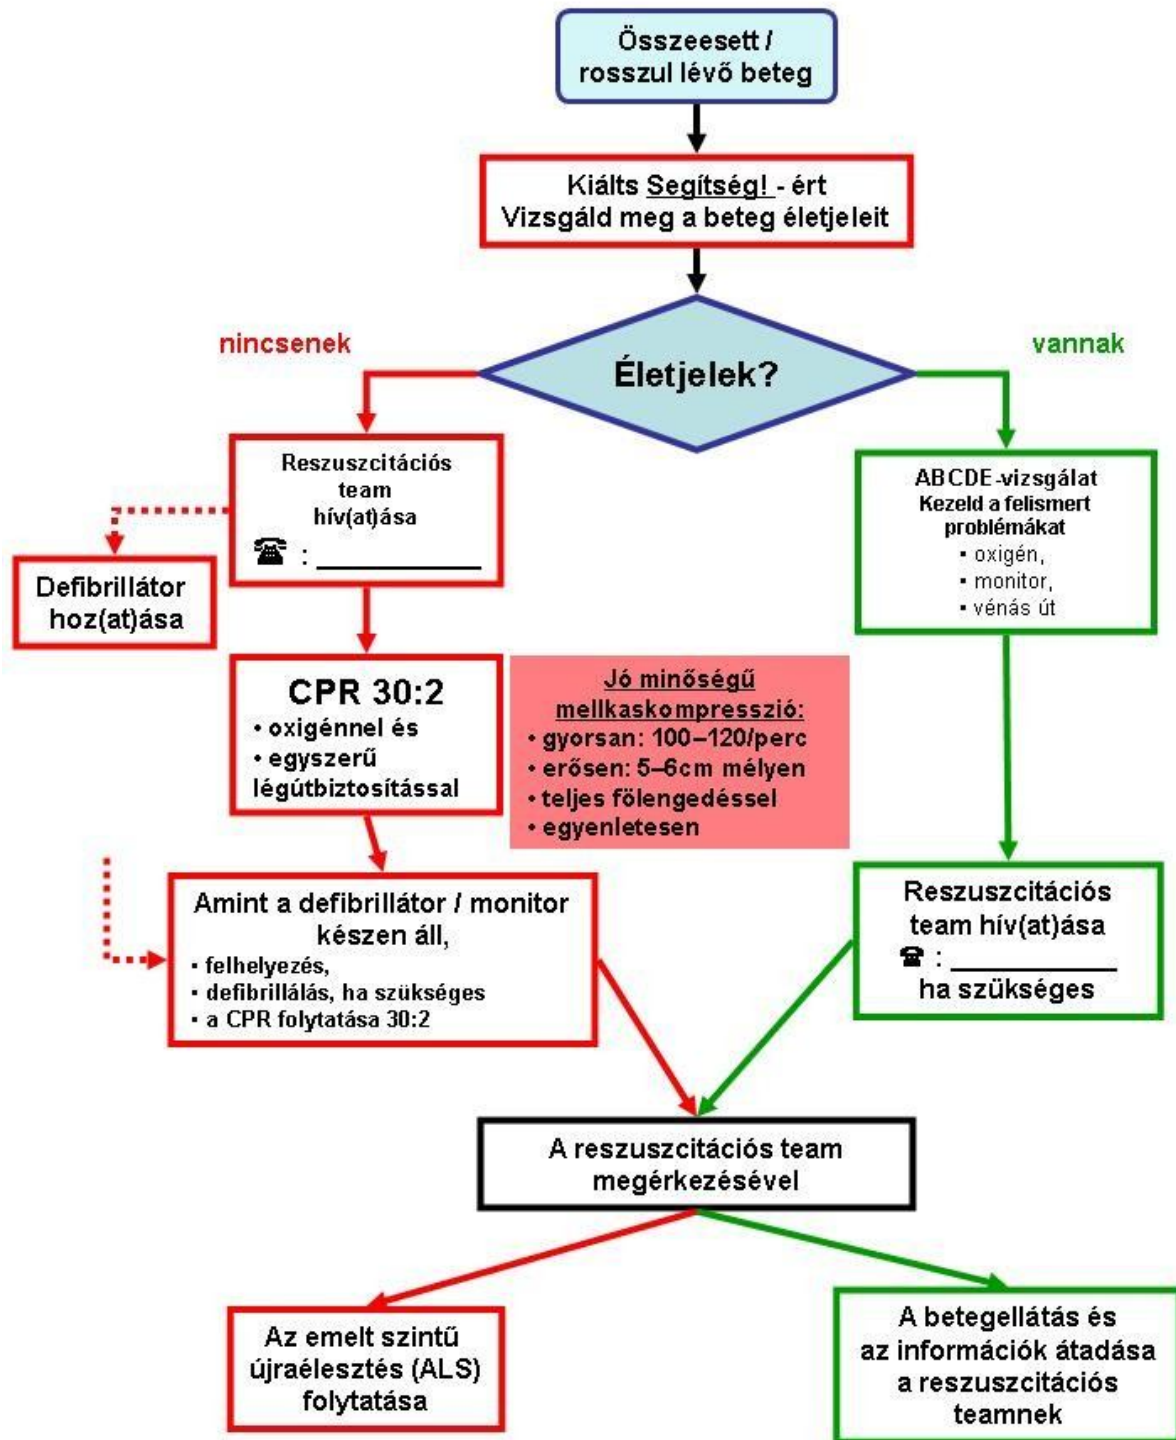 Összeesett /
rosszul lévő beteg
Kiálts Segítség! - ért
Vizsgáld meg a beteg életjeleit
nincsenek
vannak
Életjelek?
Reszuszcitációs
team
hív(at)ása
☎ : ___________
Defibrillátor
hoz(at)ása
ABCDE-vizsgálat
Kezeld a felismert
problémákat
▪ oxigén,
▪ monitor,
▪ vénás út
CPR 30:2
• oxigénnel és
• egyszerű
légútbiztosítással
Jó minőségű
mellkaskompresszió:
• gyorsan: 100–120/perc
• erősen: 5–6cm mélyen
• teljes fölengedéssel
• egyenletesen
Amint a defibrillátor / monitor
készen áll,
▪ felhelyezés,
▪ defibrillálás, ha szükséges
▪ a CPR folytatása 30:2
Reszuszcitációs
team hív(at)ása
☎ : ___________
ha szükséges
A reszuszcitációs team
megérkezésével
Az emelt szintű
újraélesztés (ALS)
folytatása
A betegellátás és
az információk átadása
a reszuszcitációs
teamnek